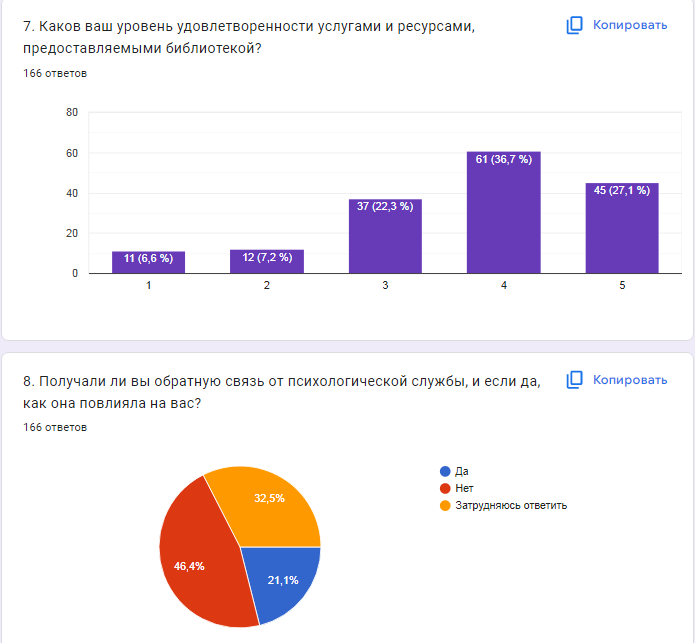 7. Каков ваш уровень удовлетворенности услугами и ресурсами,
предоставляемыми библиотекой?
Копировать
166 ответов
80
60
40
20
0
11 (6,6 %)
12 (7,2 %)
37 (22,3 %)
61 (36,7 %)
45 (27,1 %)
1
2
3
4
5
8. Получали ли вы обратную связь от психологической службы, и если да,
как она повлияла на вас?
Копировать
166 ответов
32,5%
46,4%
21,1%
Да
Нет
Затрудняюсь ответить